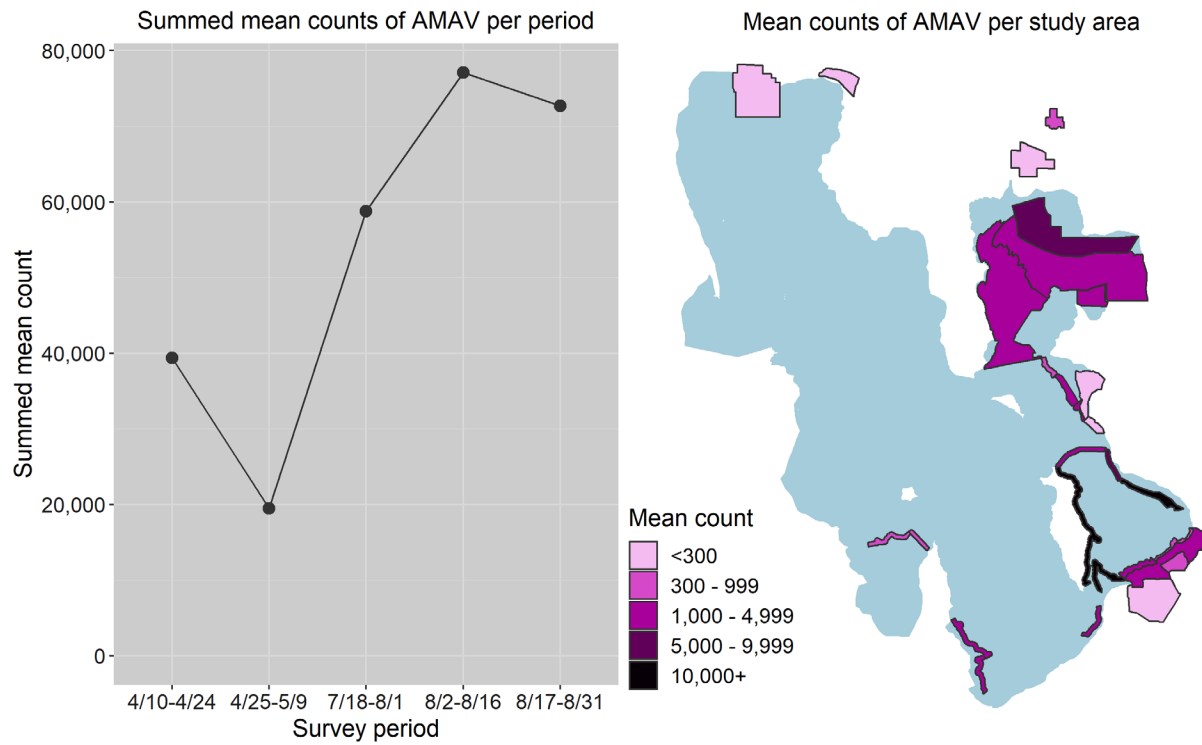 Summed mean counts of AMAV per period
80,000
60,000
40,000
20,000
0
Summed mean count
4/10-4/24 4/25-5/9 7/18-8/1 8/2-8/16 8/17-8/31
Survey period
Mean counts of AMAV per study area
Mean count
<300
300 - 999
1,000 - 4,999
5,000 - 9,999
10,000+